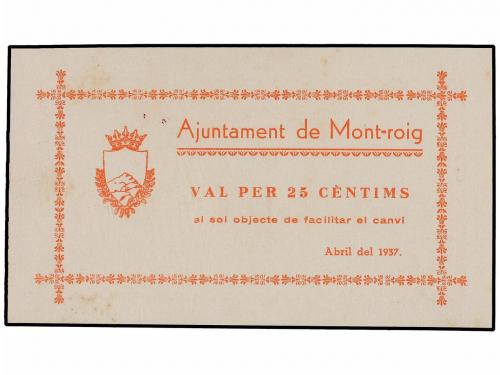 Ajuntament de Mont-roig
VAL PER 25 CÈNTIMS
al sol objecte de facilitar el canvi
Abril del 1937.